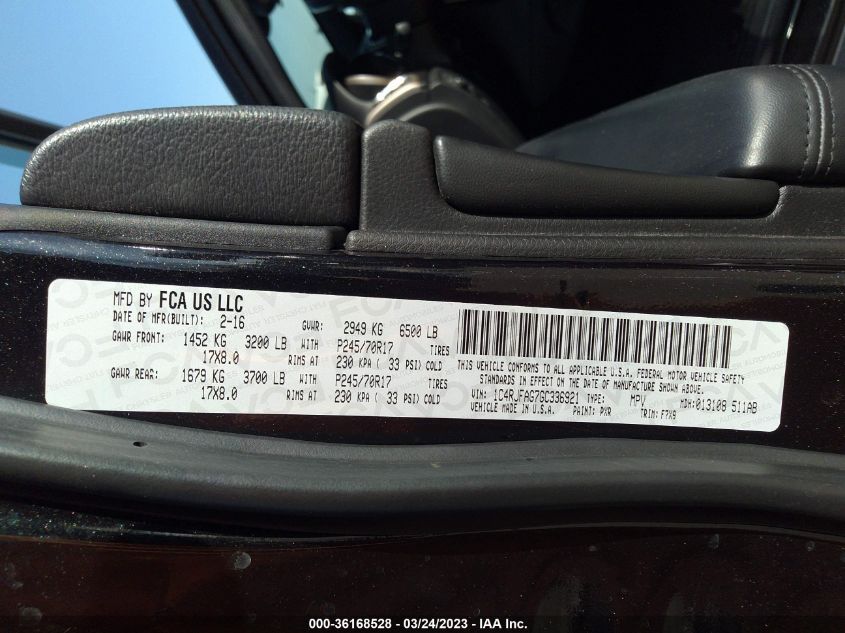 MFD BY FCA US LLC
DATE OF MFR(BUILT): 2-16 GVWR: 2949 KG 6500 LB
GAWR FRONT: 1452 KG 3200 LB WITH P245/70R17 TIRES
17X8.0 RIMS AT 230 KPA ( 33 PSI) COLD
GAWR REAR: 1679 KG 3700 LB WITH P245/70R17 TIRES
17X8.0 RIMS AT 230 KPA ( 33 PSI) COLD
THIS VEHICLE CONFORMS TO ALL APPLICABLE U.S.A. FEDERAL MOTOR VEHICLE SAFETY
STANDARDS IN EFFECT ON THE DATE OF MANUFACTURE SHOWN ABOVE.
VIN: 1C4RJFAG7GC336921 TYPE: MPV MDH:013108 511AB
VEHICLE MADE IN U.S.A. PAINT: PXR TRIM: F7X9
000-36168528 - 03/24/2023 - IAA Inc.